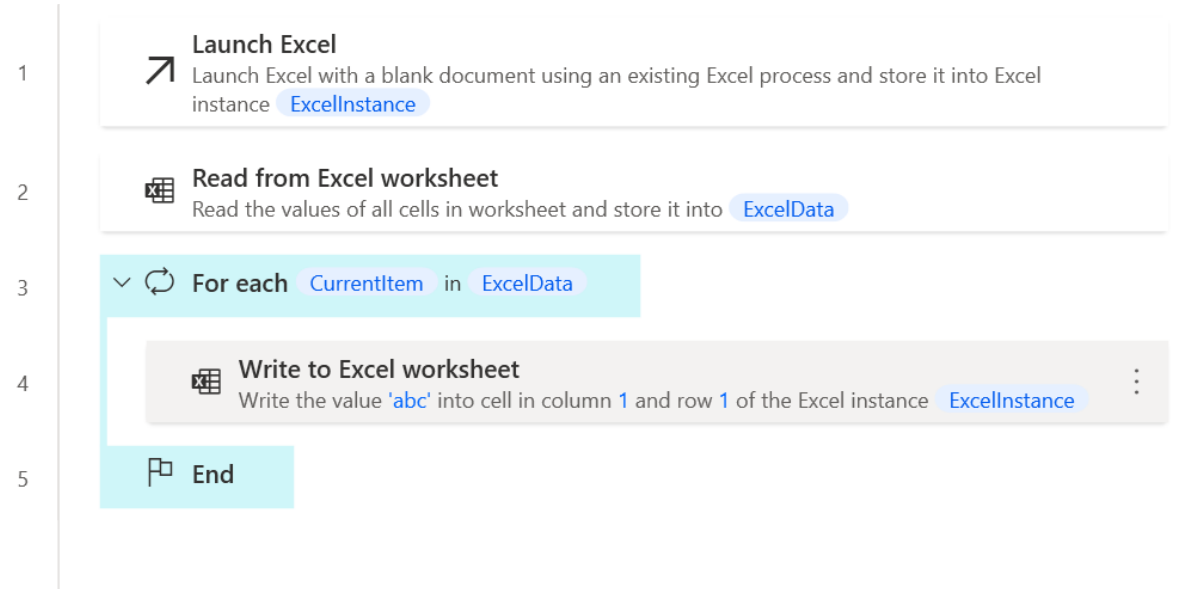 1
Launch Excel
Launch Excel with a blank document using an existing Excel process and store it into Excel
instance ExcelInstance
2
Read from Excel worksheet
Read the values of all cells in worksheet and store it into ExcelData
3
For each CurrentItem in ExcelData
4
Write to Excel worksheet
Write the value 'abc' into cell in column 1 and row 1 of the Excel instance ExcelInstance
5
End